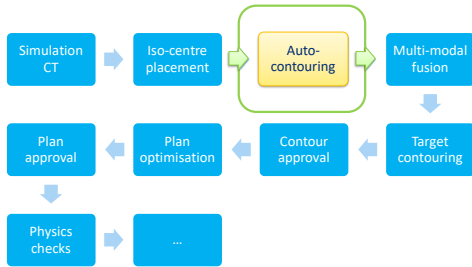 Simulation
CT
Iso-centre
placement
Auto-
contouring
Multi-modal
fusion
Target
contouring
Contour
approval
Plan
optimisation
Plan
approval
Physics
checks
...